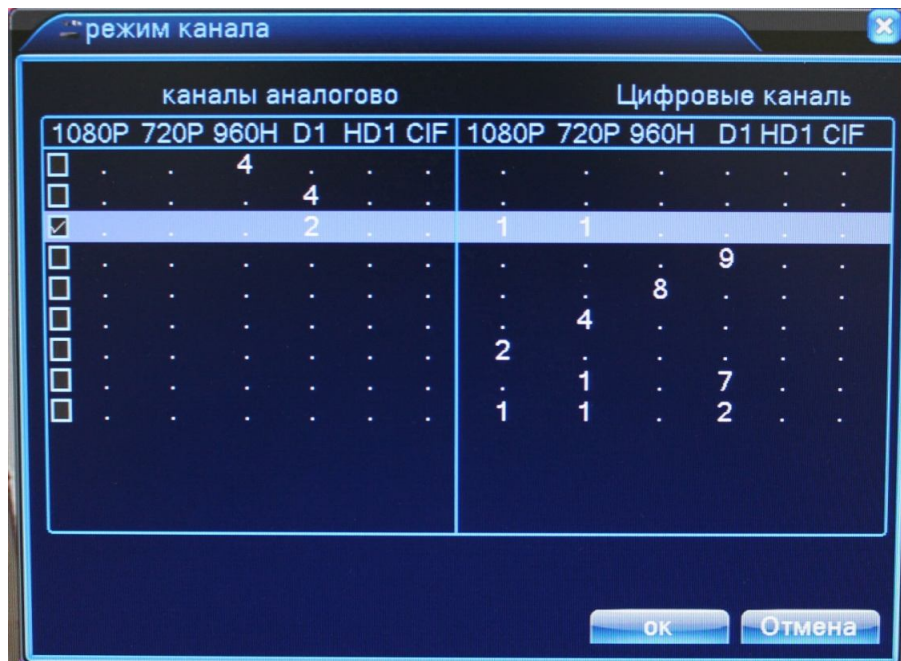 режим канала
каналы аналогово Цифровые каналь
1080P 720P 960H D1 HD1 CIF 1080P 720P 960H D1 HD1 CIF
. . 4 . . . . . . . . .
. . . 4 . . . . . . . .
. . . 2 . . 1 1 . . . .
. . . . . . . . . 9 . .
. . . . . . . . 8 . . .
. . . . . . . 4 . . . .
. . . . . . 2 . . . . .
. . . . . . . 1 . 7 . .
. . . . . . 1 1 . 2 . .
ок Отмена